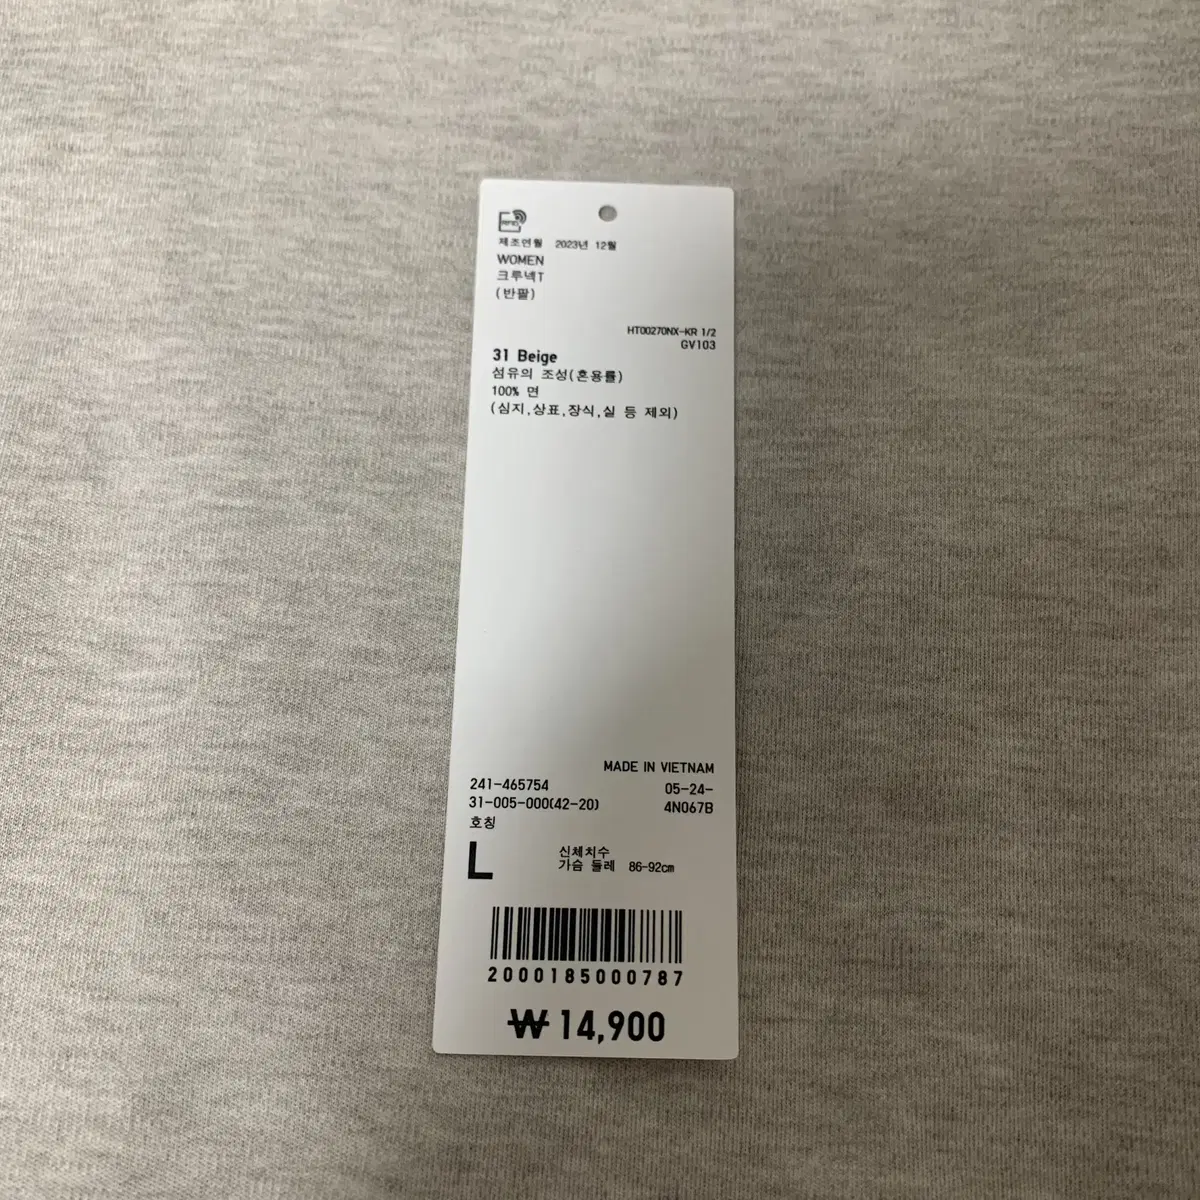 RFID
제조연월 2023년 12월
WOMEN
크루넥T
(반팔)
HT00270NX-KR 1/2
GV103
31 Beige
섬유의 조성(혼용률)
100% 면
(심지,상표,장식,실 등 제외)
MADE IN VIETNAM
241-465754 05-24-
31-005-000(42-20) 4N067B
호칭
L
신체치수
가슴 둘레 86-92cm
2000185000787
₩14,900